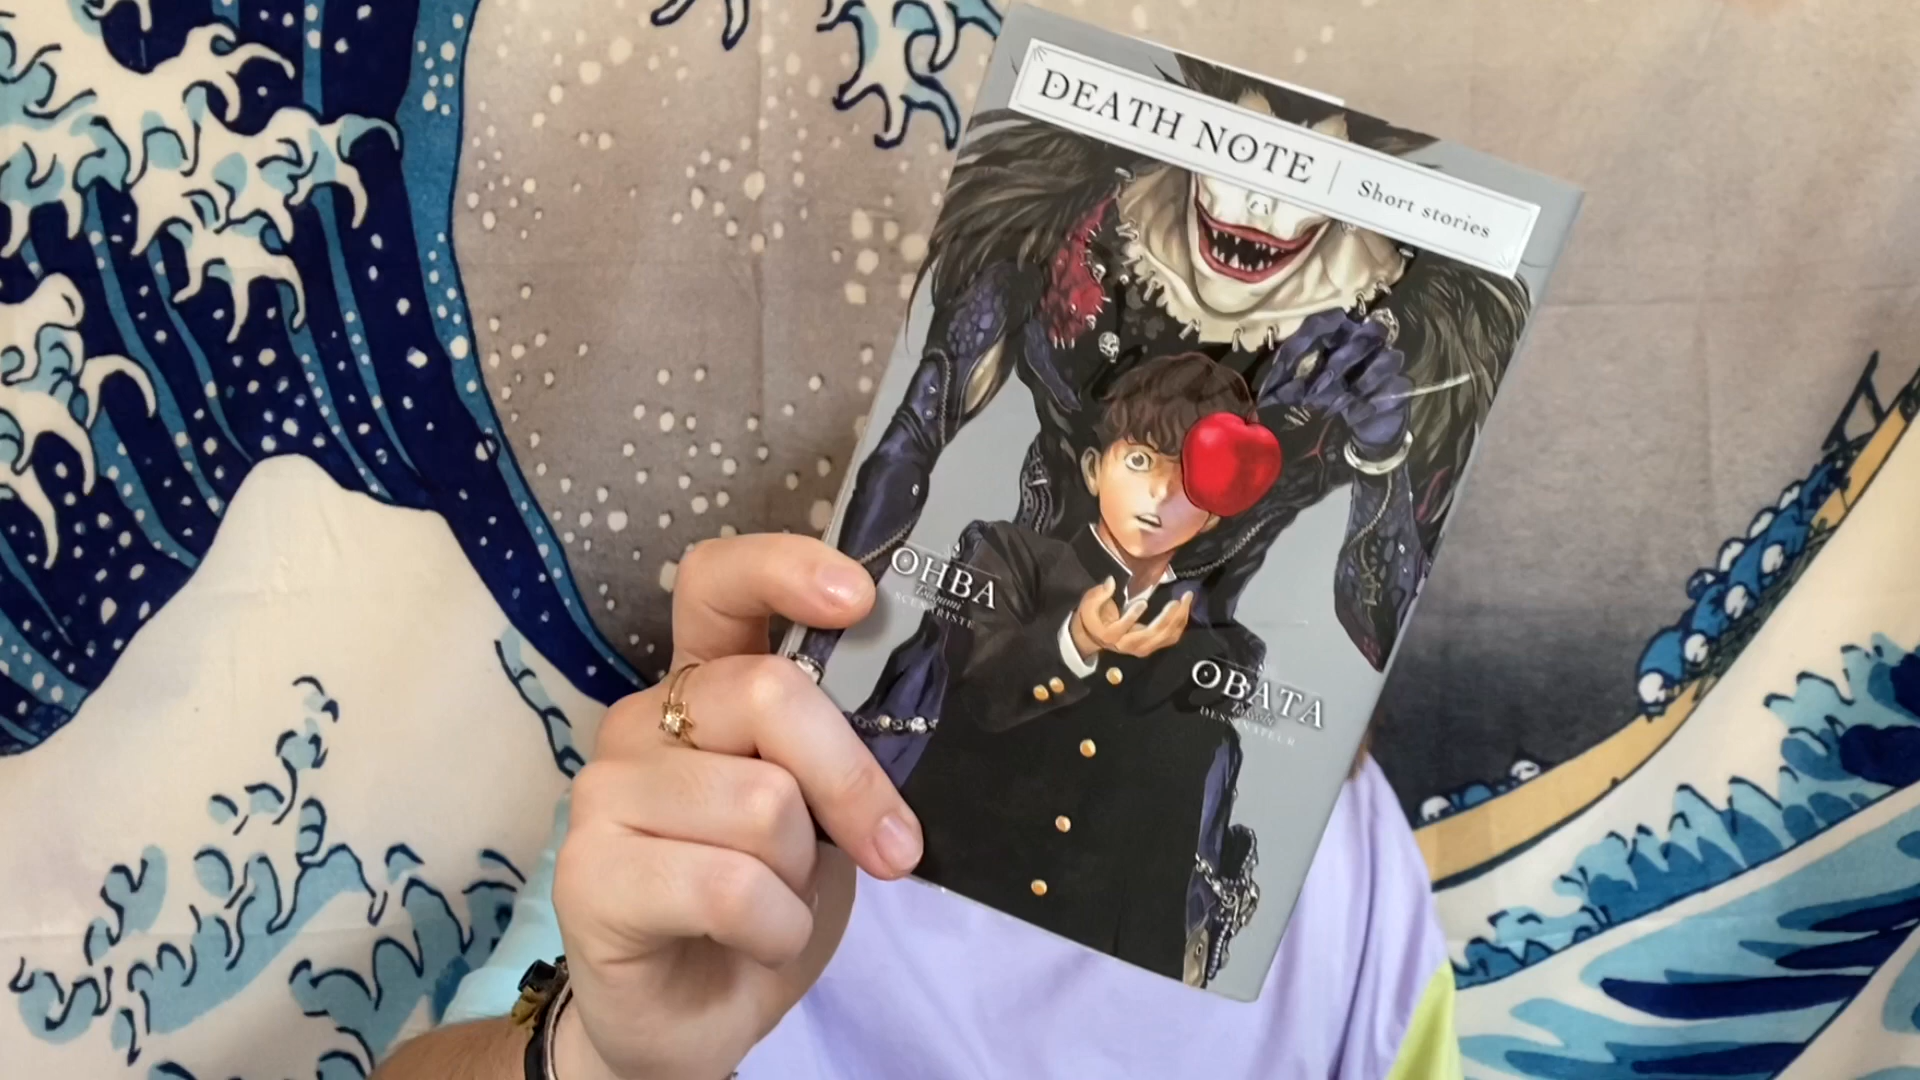 DEATH NOTE | Short stories
OHBA
Tsugumi
SCÉNARISTE
OBATA
Takeshi
DESSINATEUR